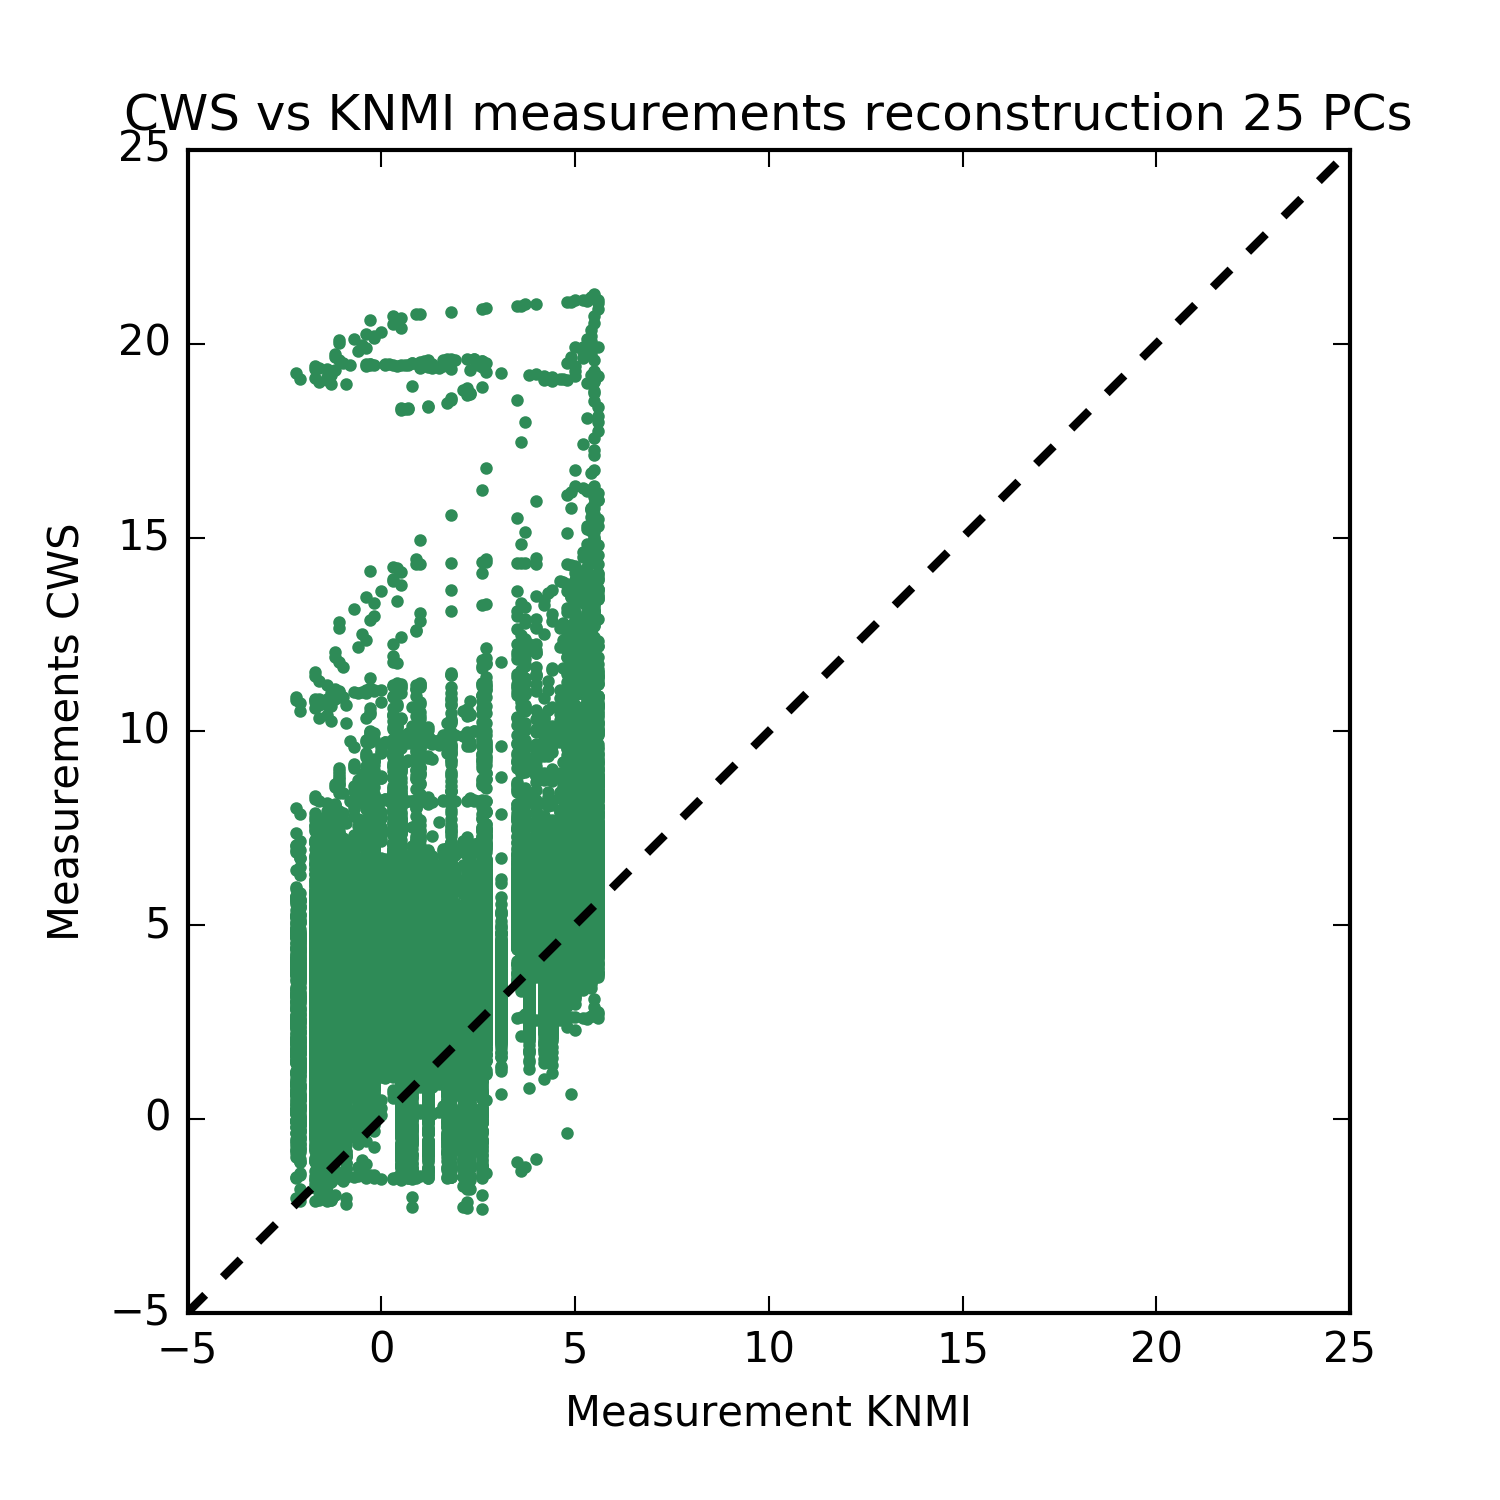 CWS vs KNMI measurements reconstruction 25 PCs
25
20
15
10
5
0
−5
Measurements CWS
−5 0 5 10 15 20 25
Measurement KNMI